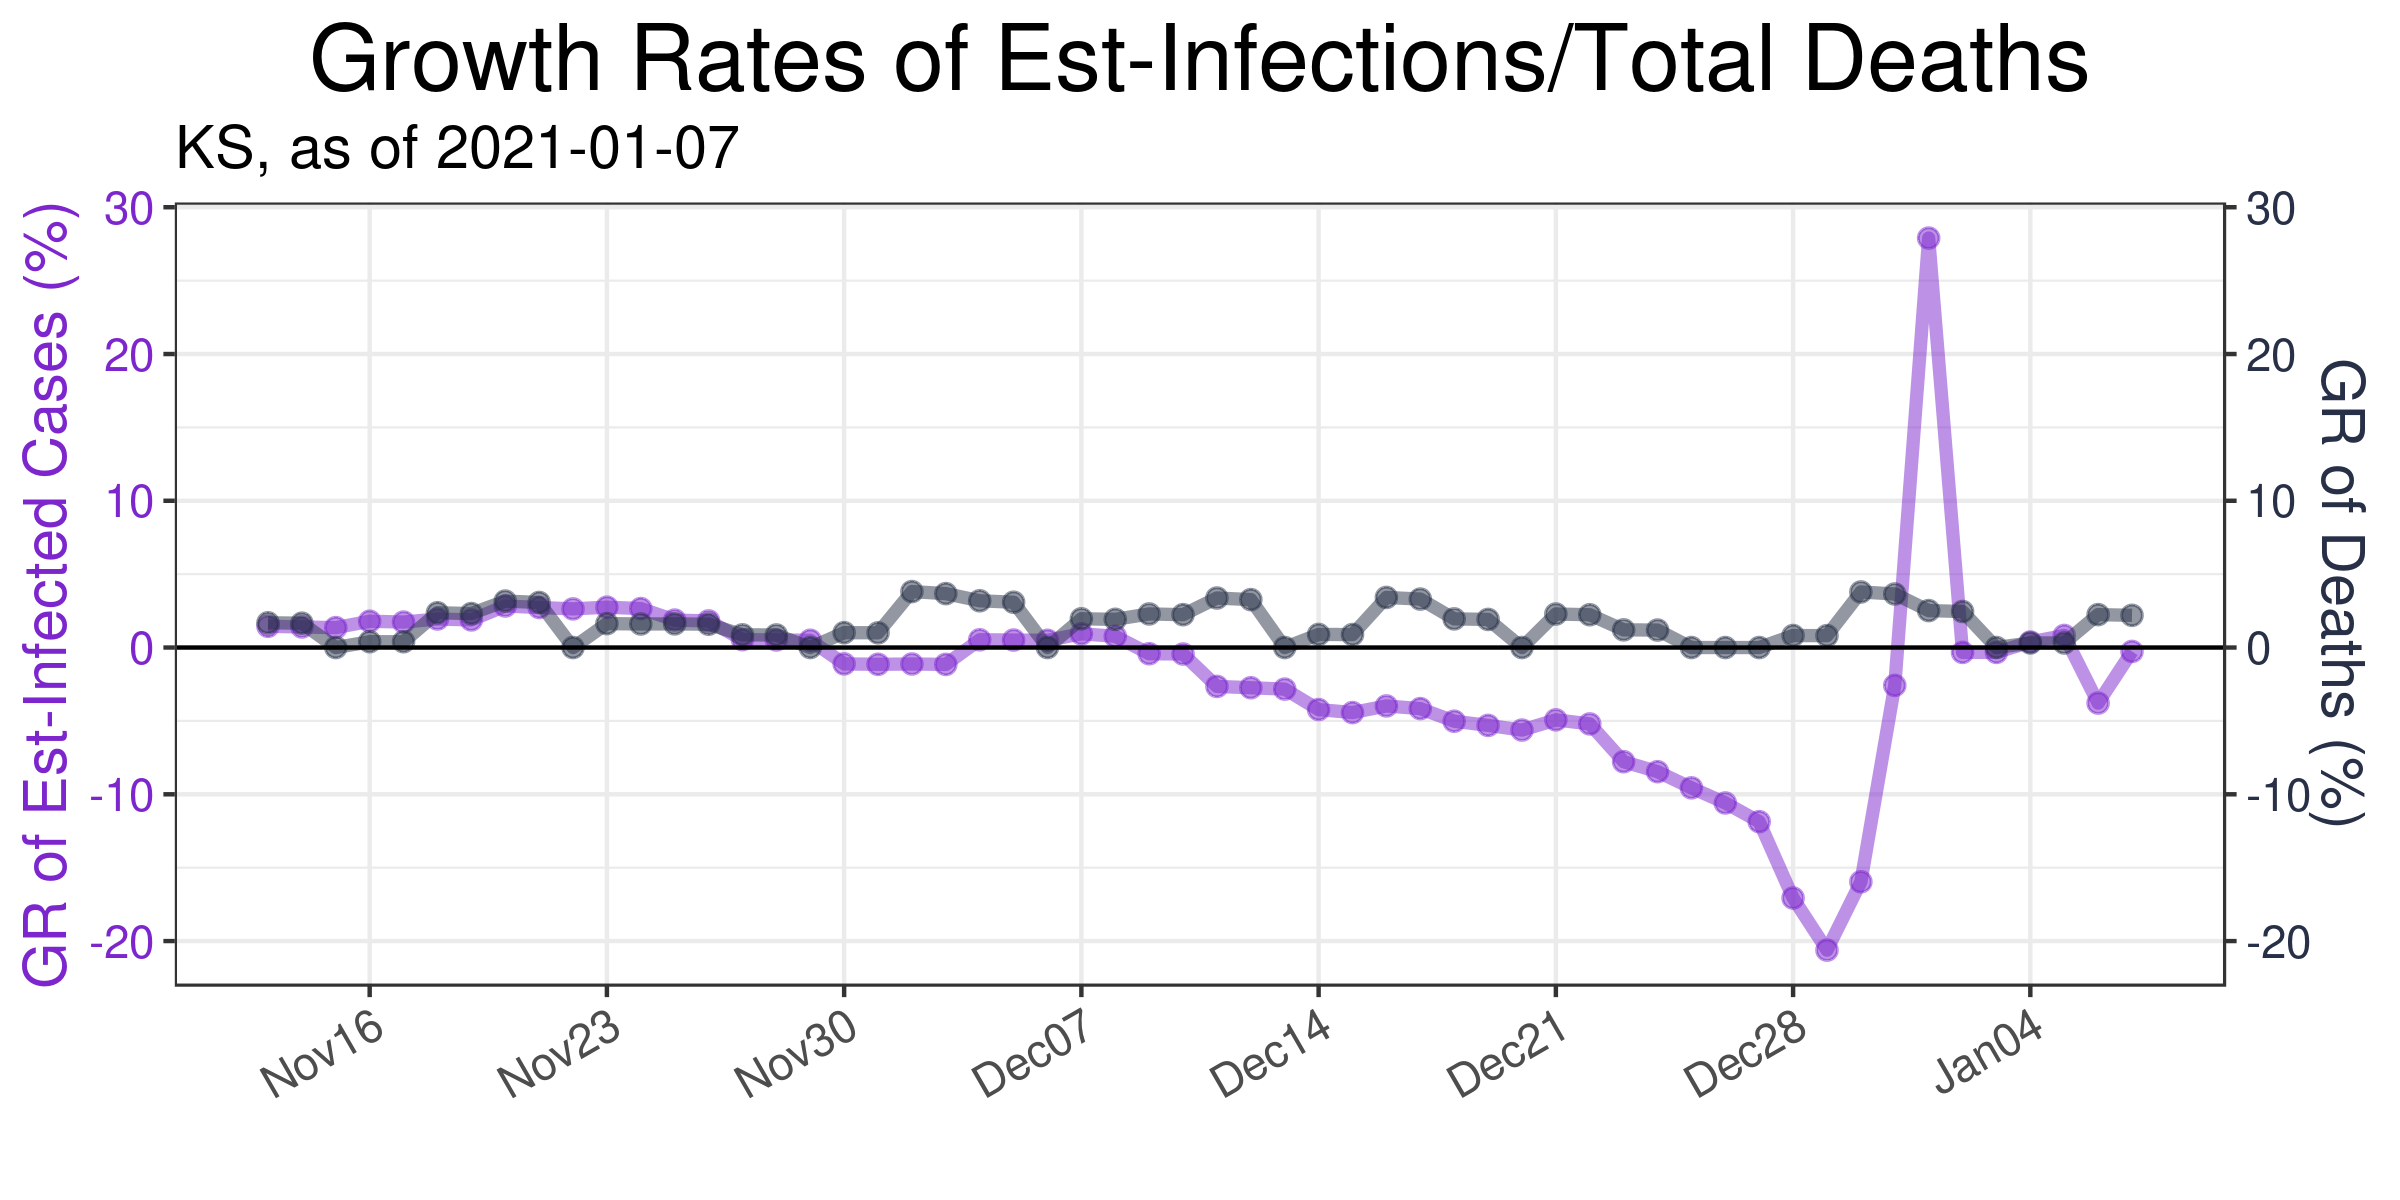 Growth Rates of Est-Infections/Total Deaths
KS, as of 2021-01-07
GR of Est-Infected Cases (%)
30
20
10
0
-10
-20
30
20
10
0
-10
-20
GR of Deaths (%)
Nov16
Nov23
Nov30
Dec07
Dec14
Dec21
Dec28
Jan04